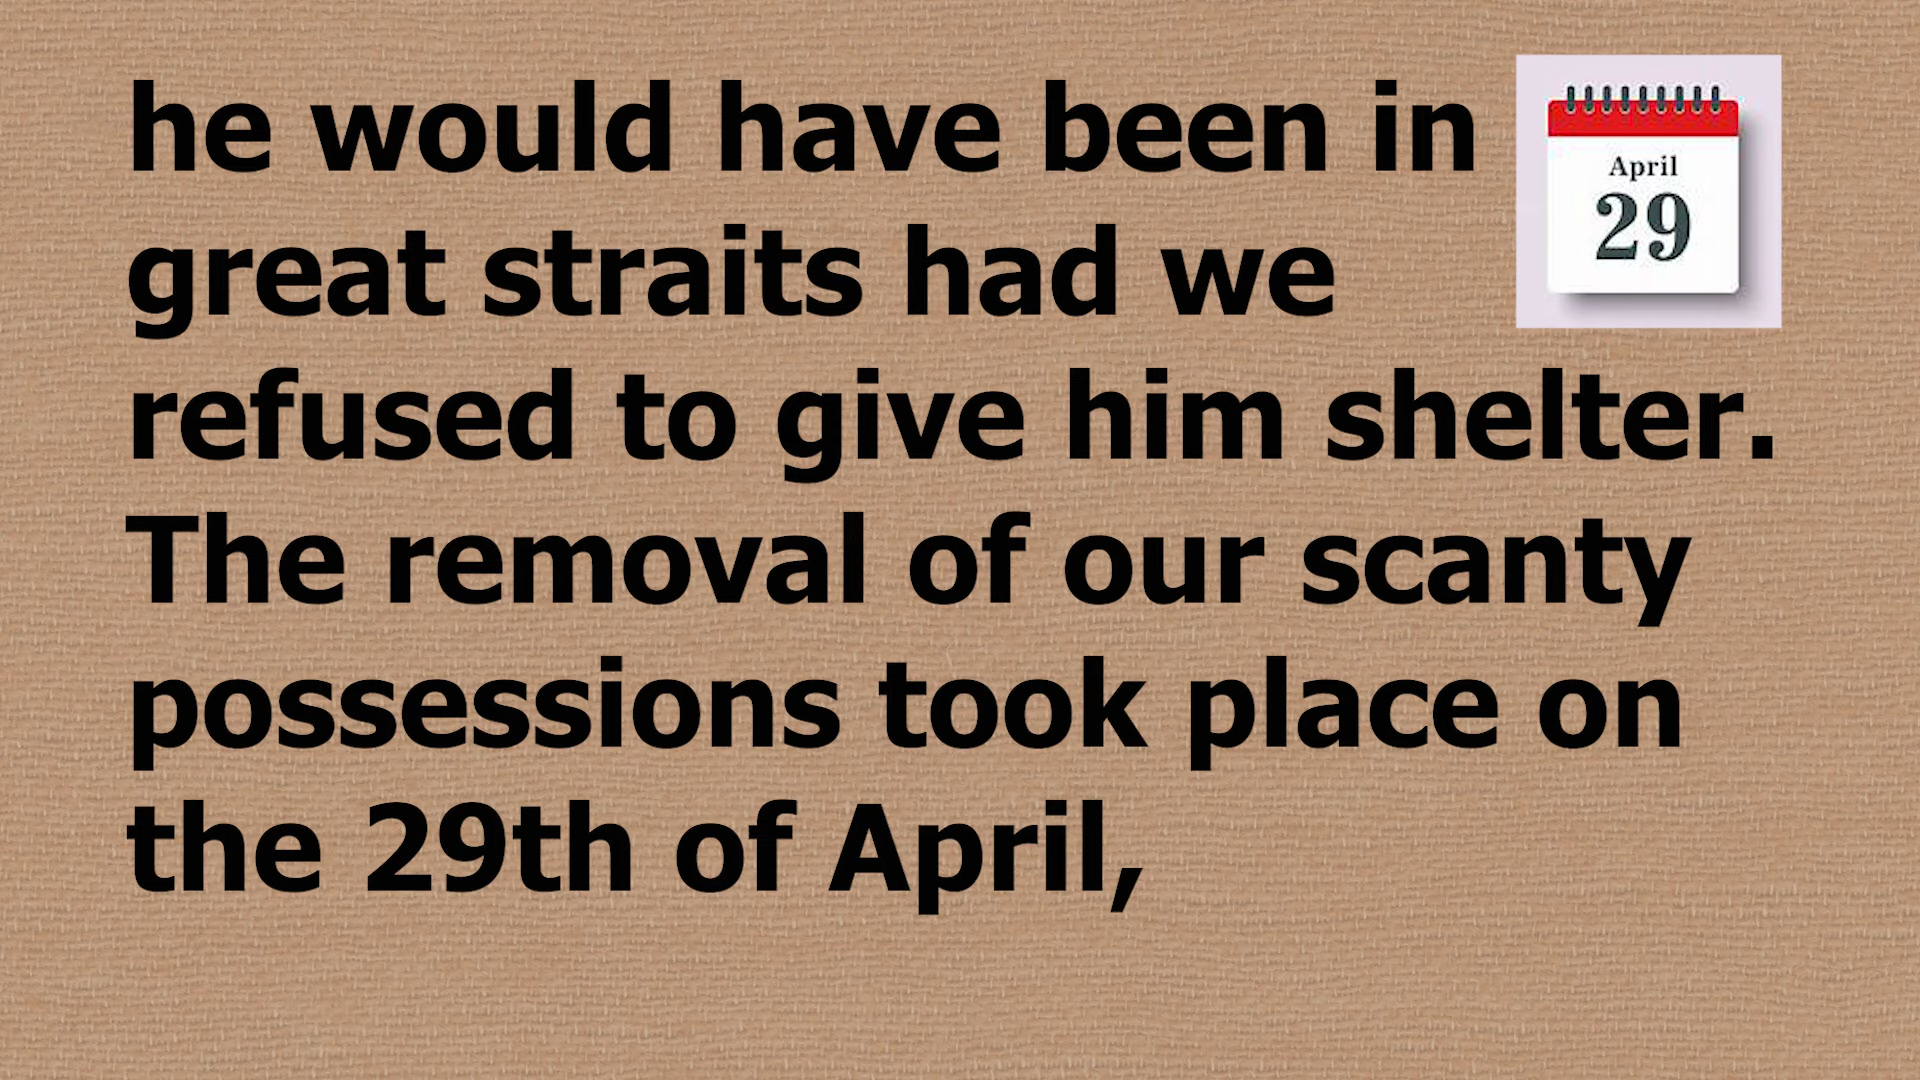 he would have been in
great straits had we
refused to give him shelter.
The removal of our scanty
possessions took place on
the 29th of April,
April
29